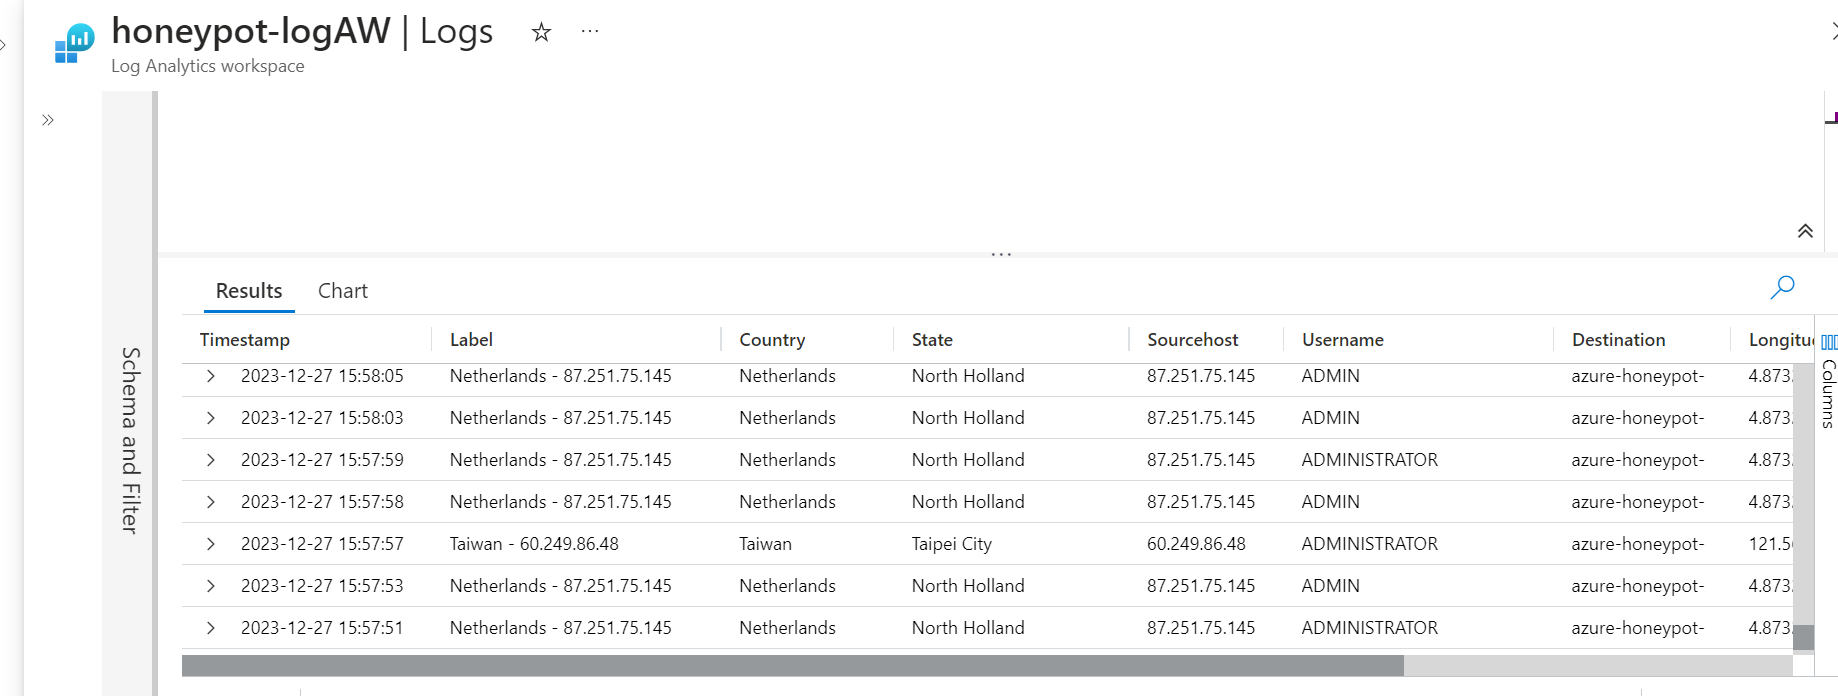 honeypot-logAW | Logs
Log Analytics workspace
Schema and Filter
Results Chart
Timestamp Label Country State Sourcehost Username Destination Longitu
2023-12-27 15:58:05 Netherlands - 87.251.75.145 Netherlands North Holland 87.251.75.145 ADMIN azure-honeypot- 4.873
2023-12-27 15:58:03 Netherlands - 87.251.75.145 Netherlands North Holland 87.251.75.145 ADMIN azure-honeypot- 4.873
2023-12-27 15:57:59 Netherlands - 87.251.75.145 Netherlands North Holland 87.251.75.145 ADMINISTRATOR azure-honeypot- 4.873
2023-12-27 15:57:58 Netherlands - 87.251.75.145 Netherlands North Holland 87.251.75.145 ADMIN azure-honeypot- 4.873
2023-12-27 15:57:57 Taiwan - 60.249.86.48 Taiwan Taipei City 60.249.86.48 ADMINISTRATOR azure-honeypot- 121.5
2023-12-27 15:57:53 Netherlands - 87.251.75.145 Netherlands North Holland 87.251.75.145 ADMIN azure-honeypot- 4.873
2023-12-27 15:57:51 Netherlands - 87.251.75.145 Netherlands North Holland 87.251.75.145 ADMINISTRATOR azure-honeypot- 4.873
Columns